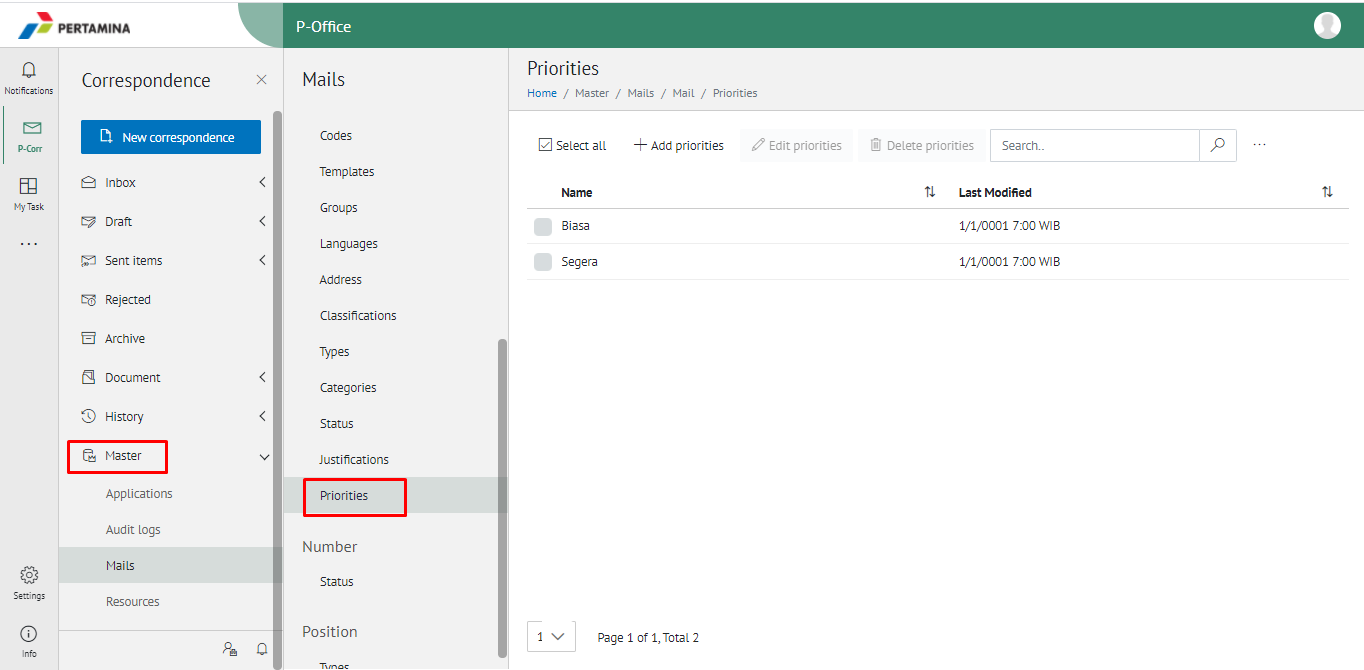 PERTAMINA
P-Office
Notifications
P-Corr
My Task
Settings
Info
Correspondence
New correspondence
Inbox
Draft
Sent items
Rejected
Archive
Document
History
Master
Applications
Audit logs
Mails
Resources
Mails
Codes
Templates
Groups
Languages
Address
Classifications
Types
Categories
Status
Justifications
Priorities
Number
Status
Position
Types
Priorities
Home / Master / Mails / Mail / Priorities
Select all Add priorities Edit priorities Delete priorities Search..
Name Last Modified
Biasa 1/1/0001 7:00 WIB
Segera 1/1/0001 7:00 WIB
1 Page 1 of 1, Total 2